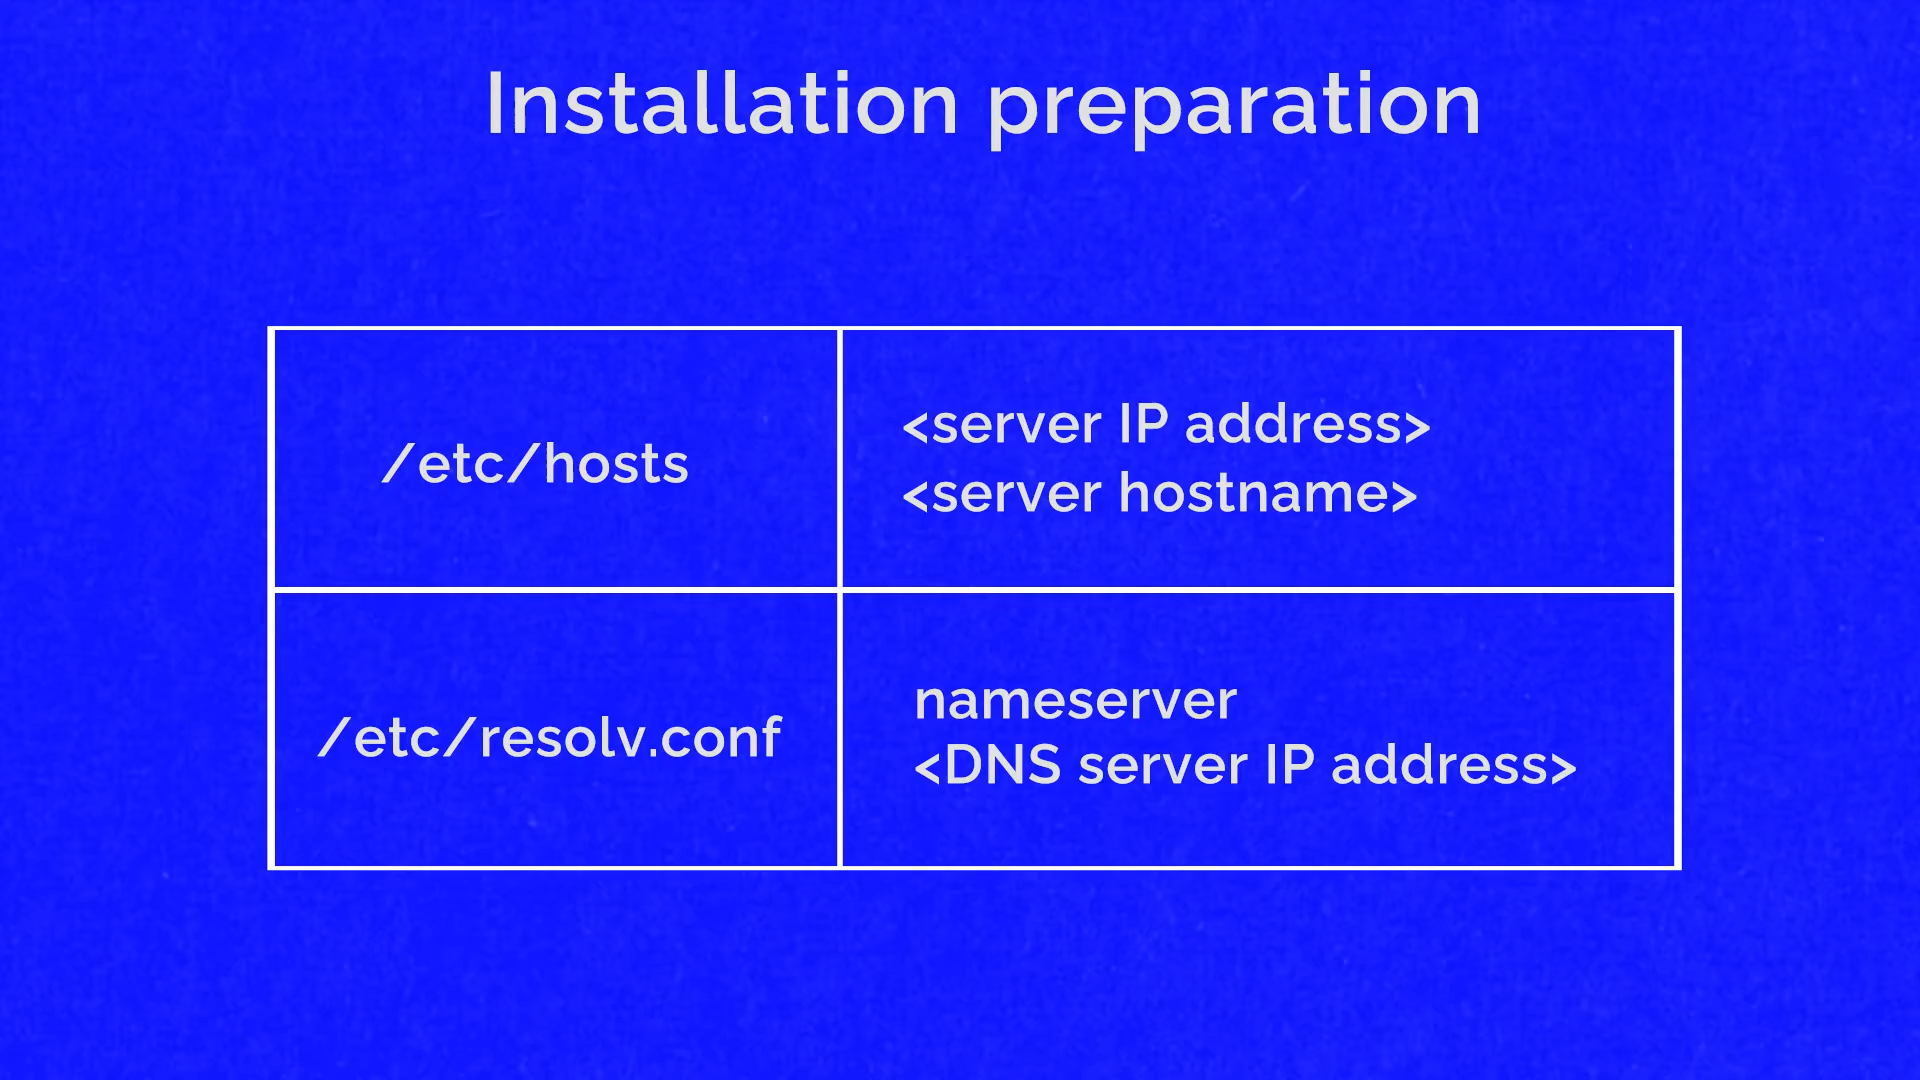 Installation preparation
/etc/hosts
<server IP address>
<server hostname>
/etc/resolv.conf
nameserver
<DNS server IP address>